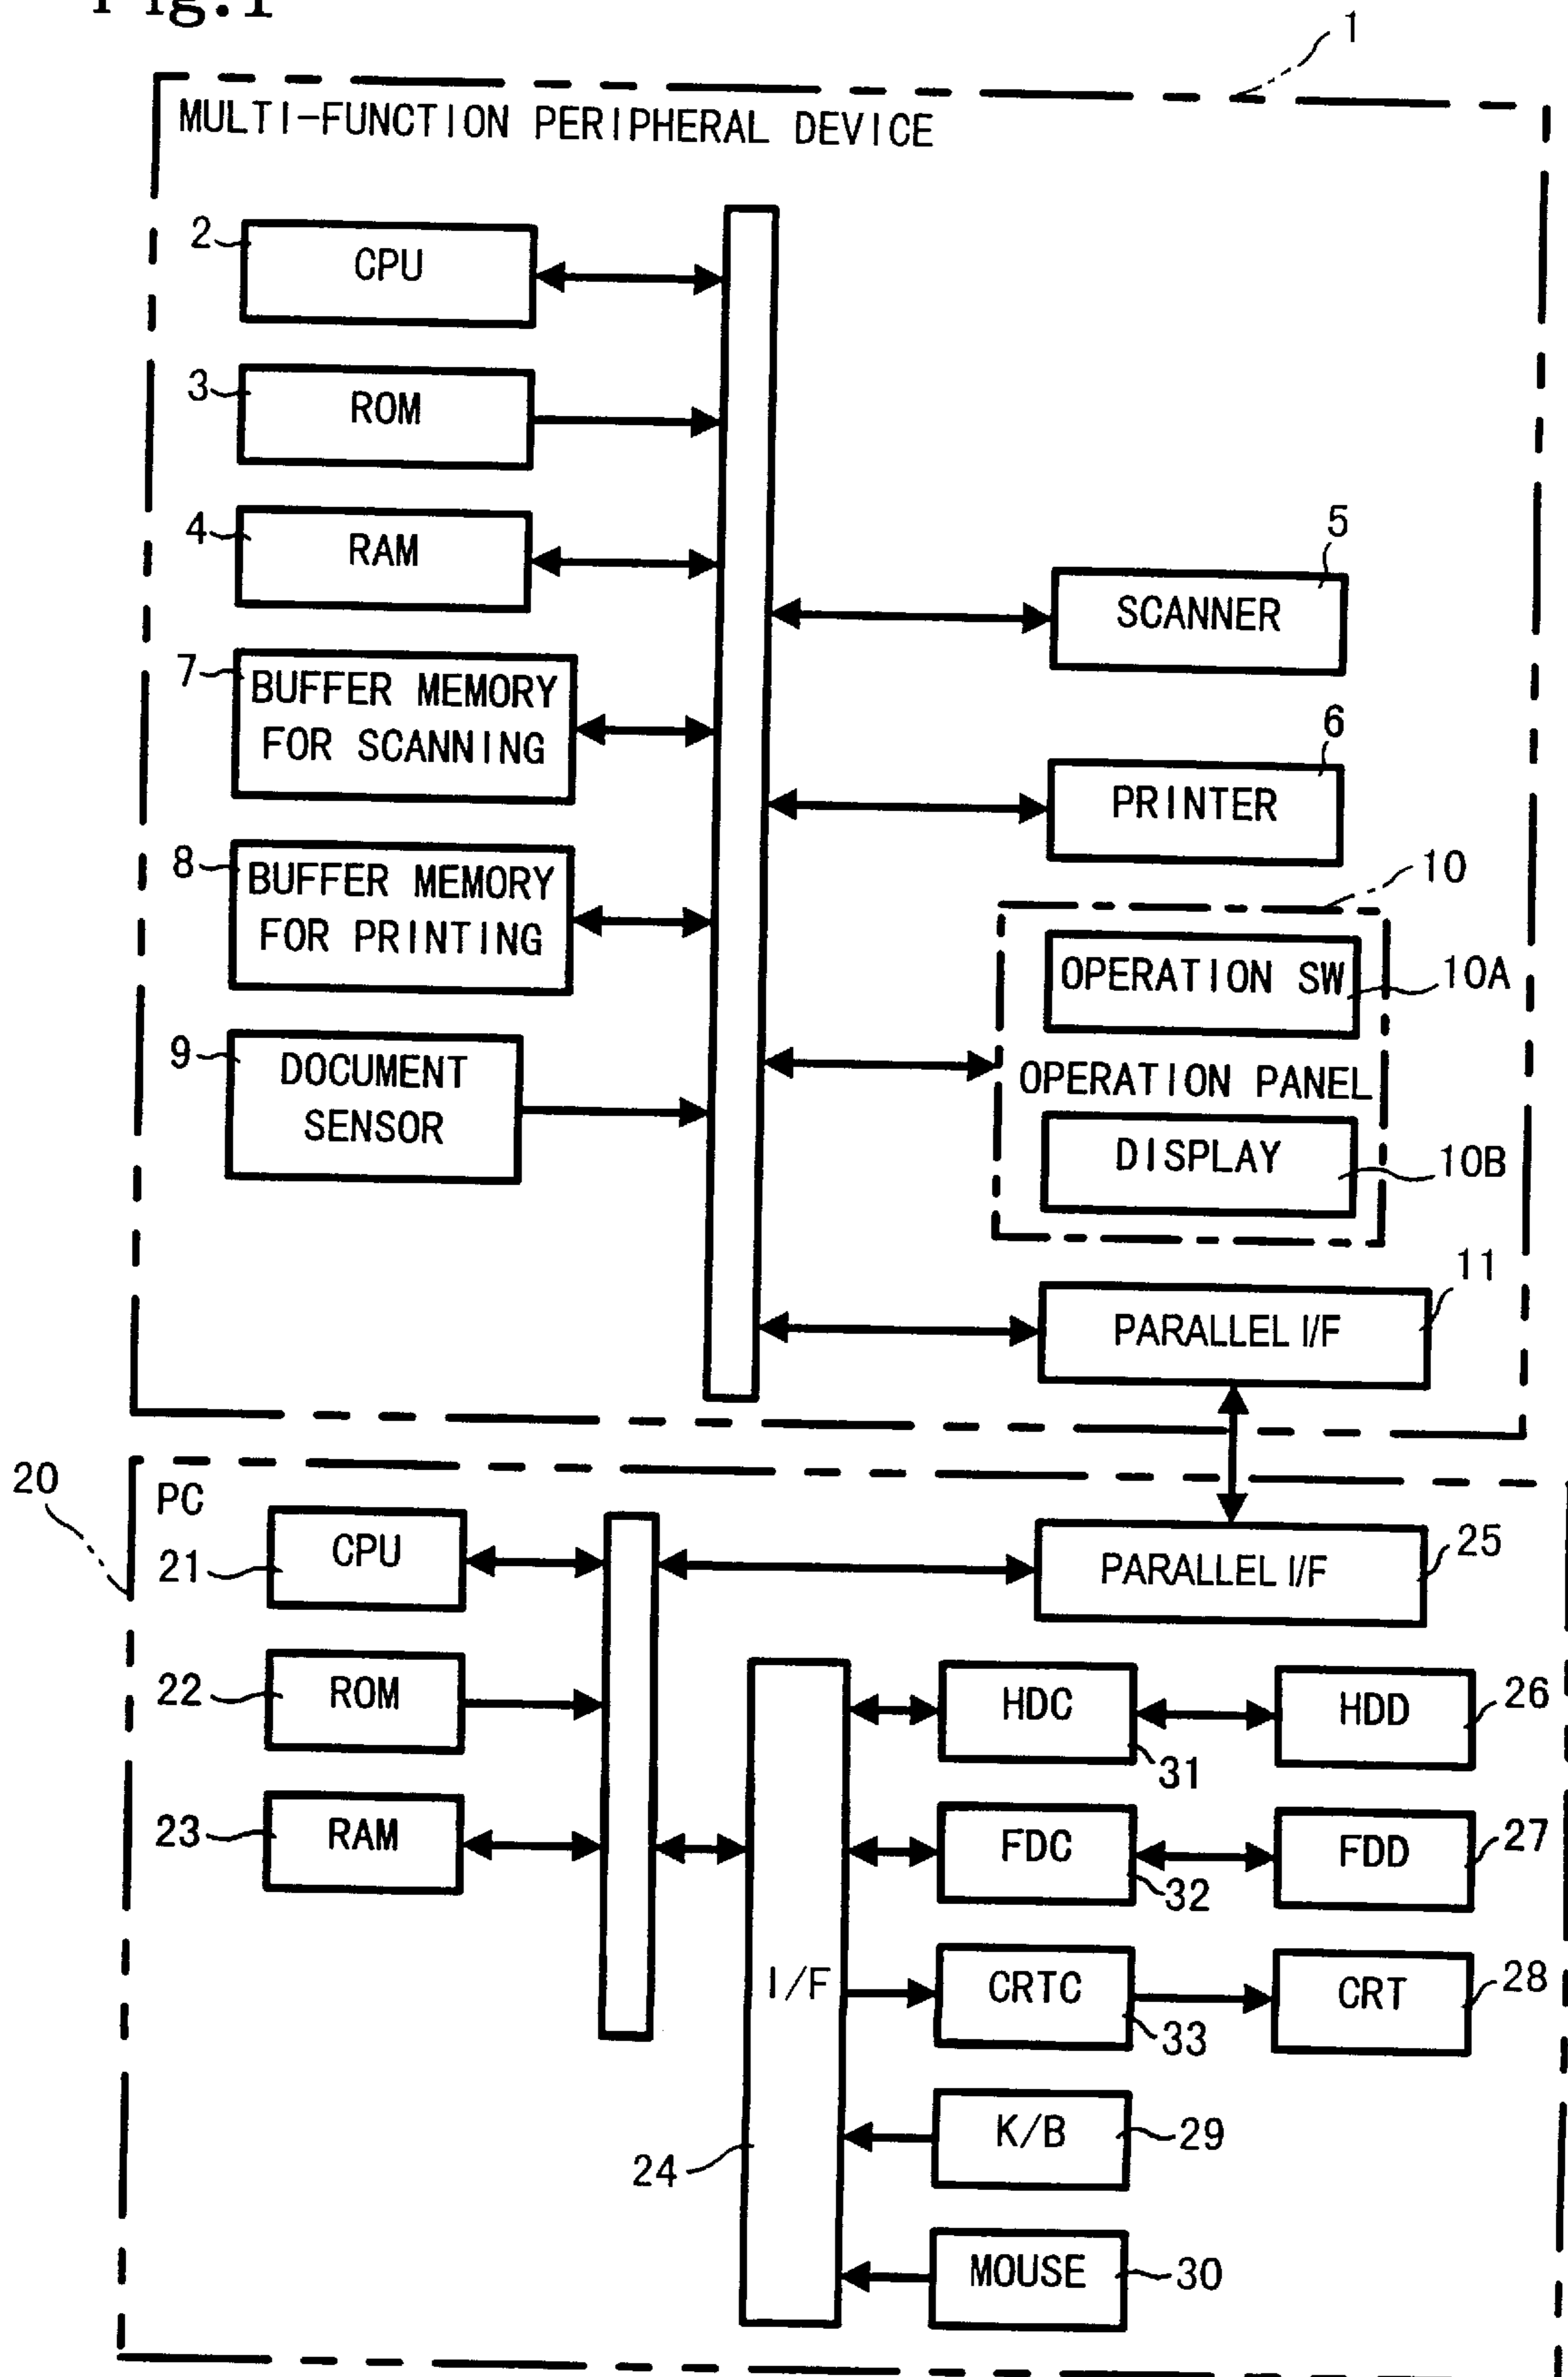 Fig.1
1
MULTI-FUNCTION PERIPHERAL DEVICE
2
CPU
3
ROM
4
RAM
5
SCANNER
7
BUFFER MEMORY
FOR SCANNING
6
PRINTER
8
BUFFER MEMORY
FOR PRINTING
10
OPERATION SW
10A
9
DOCUMENT
SENSOR
OPERATION PANEL
DISPLAY
10B
11
PARALLEL I/F
20
PC
21
CPU
25
PARALLEL I/F
22
ROM
HDC
31
HDD
26
23
RAM
FDC
32
FDD
27
I/F
CRTC
33
CRT
28
24
K/B
29
MOUSE
30